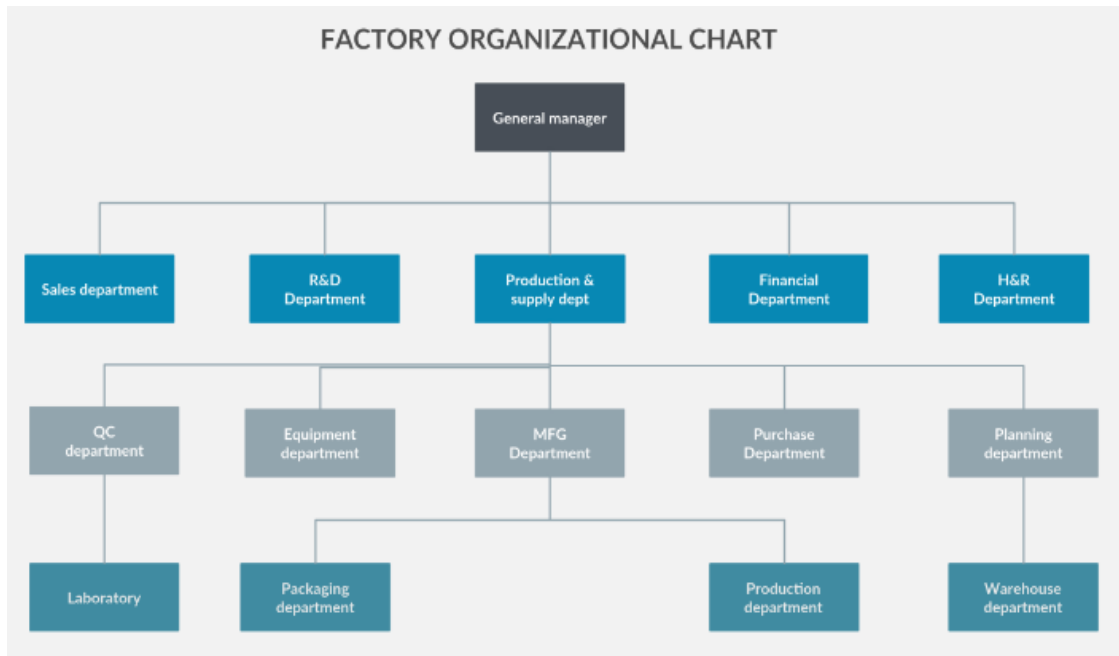 FACTORY ORGANIZATIONAL CHART
General manager
Sales department
R&D
Department
Production &
supply dept
Financial
Department
H&R
Department
QC
department
Equipment
department
MFG
Department
Purchase
Department
Planning
department
Laboratory
Packaging
department
Production
department
Warehouse
department